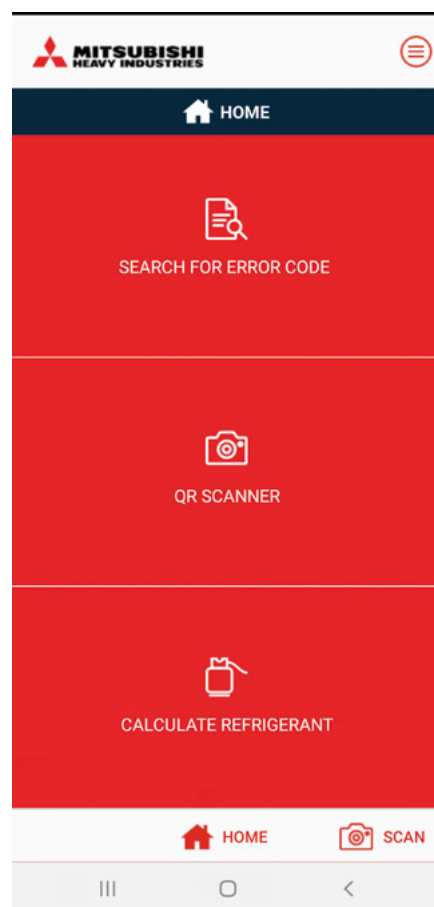 MITSUBISHI
HEAVY INDUSTRIES
HOME
SEARCH FOR ERROR CODE
QR SCANNER
CALCULATE REFRIGERANT
HOME
SCAN